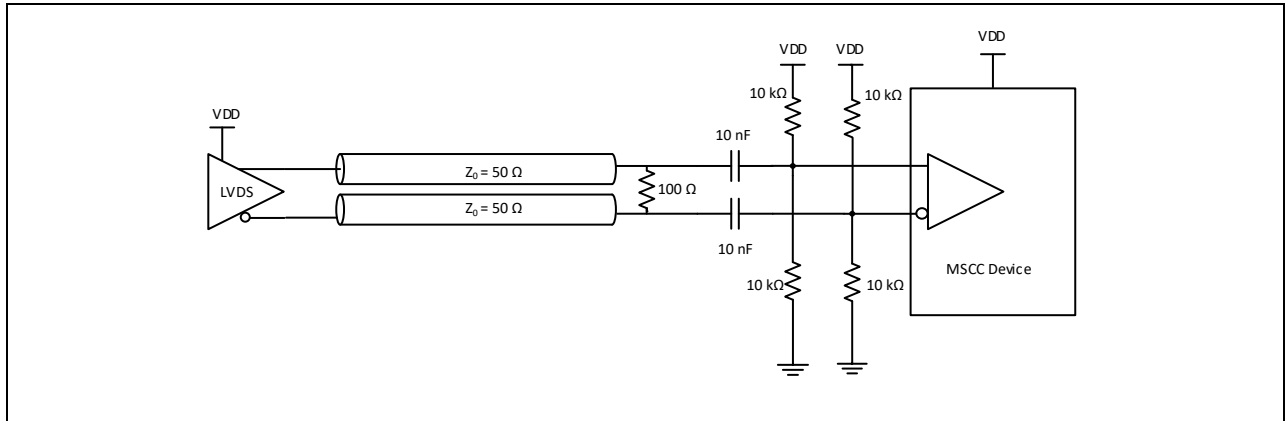 VDD
VDD
VDD
10 kΩ
10 kΩ
VDD
10 nF
LVDS
Z₀ = 50 Ω
100 Ω
Z₀ = 50 Ω
10 nF
MSCC Device
10 kΩ
10 kΩ